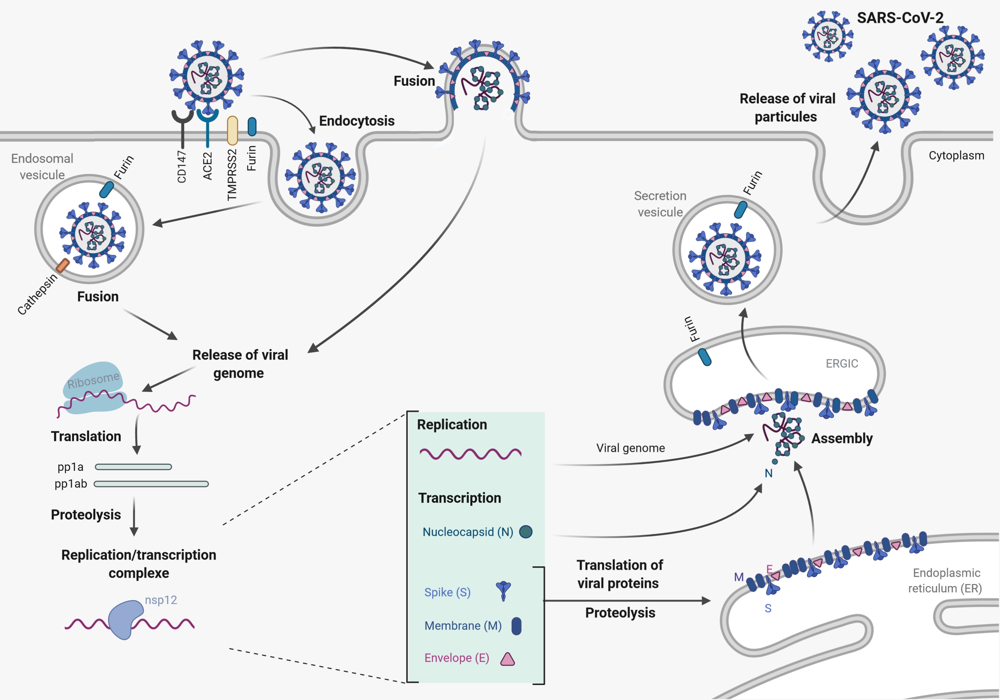 SARS-CoV-2
Fusion
Release of viral
particules
Endocytosis
Cytoplasm
CD147
ACE2
TMPRSS2
Furin
Endosomal
vesicule
Furin
Cathepsin
Fusion
Secretion
vesicule
Furin
Furin
ERGIC
Release of viral
genome
Ribosome
Translation
pp1a
pp1ab
Proteolysis
Replication/transcription
complexe
nsp12
Replication
Transcription
Nucleocapsid (N)
Spike (S)
Membrane (M)
Envelope (E)
Viral genome
Assembly
N
Translation of
viral proteins
Proteolysis
M
E
S
Endoplasmic
reticulum (ER)